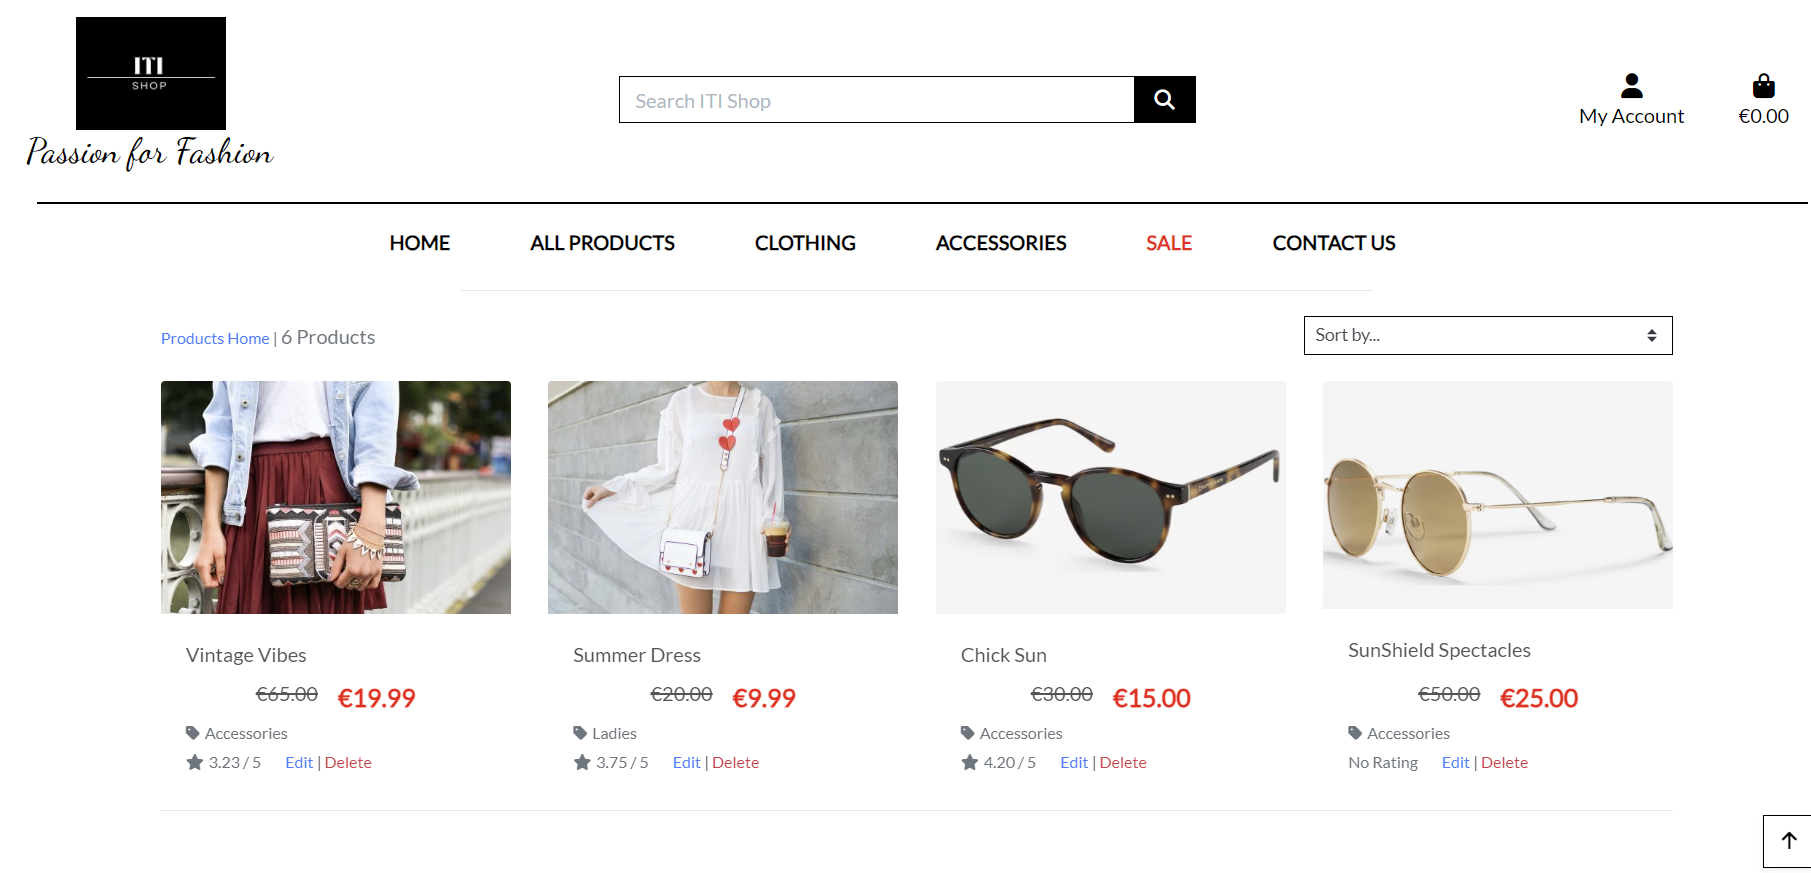 ITI
SHOP
Passion for Fashion
Search ITI Shop
My Account
€0.00
HOME
ALL PRODUCTS
CLOTHING
ACCESSORIES
SALE
CONTACT US
Products Home | 6 Products
Sort by...
Vintage Vibes
€65.00 €19.99
Accessories
3.23 / 5 Edit | Delete
Summer Dress
€20.00 €9.99
Ladies
3.75 / 5 Edit | Delete
Chick Sun
€30.00 €15.00
Accessories
4.20 / 5 Edit | Delete
SunShield Spectacles
€50.00 €25.00
Accessories
No Rating Edit | Delete